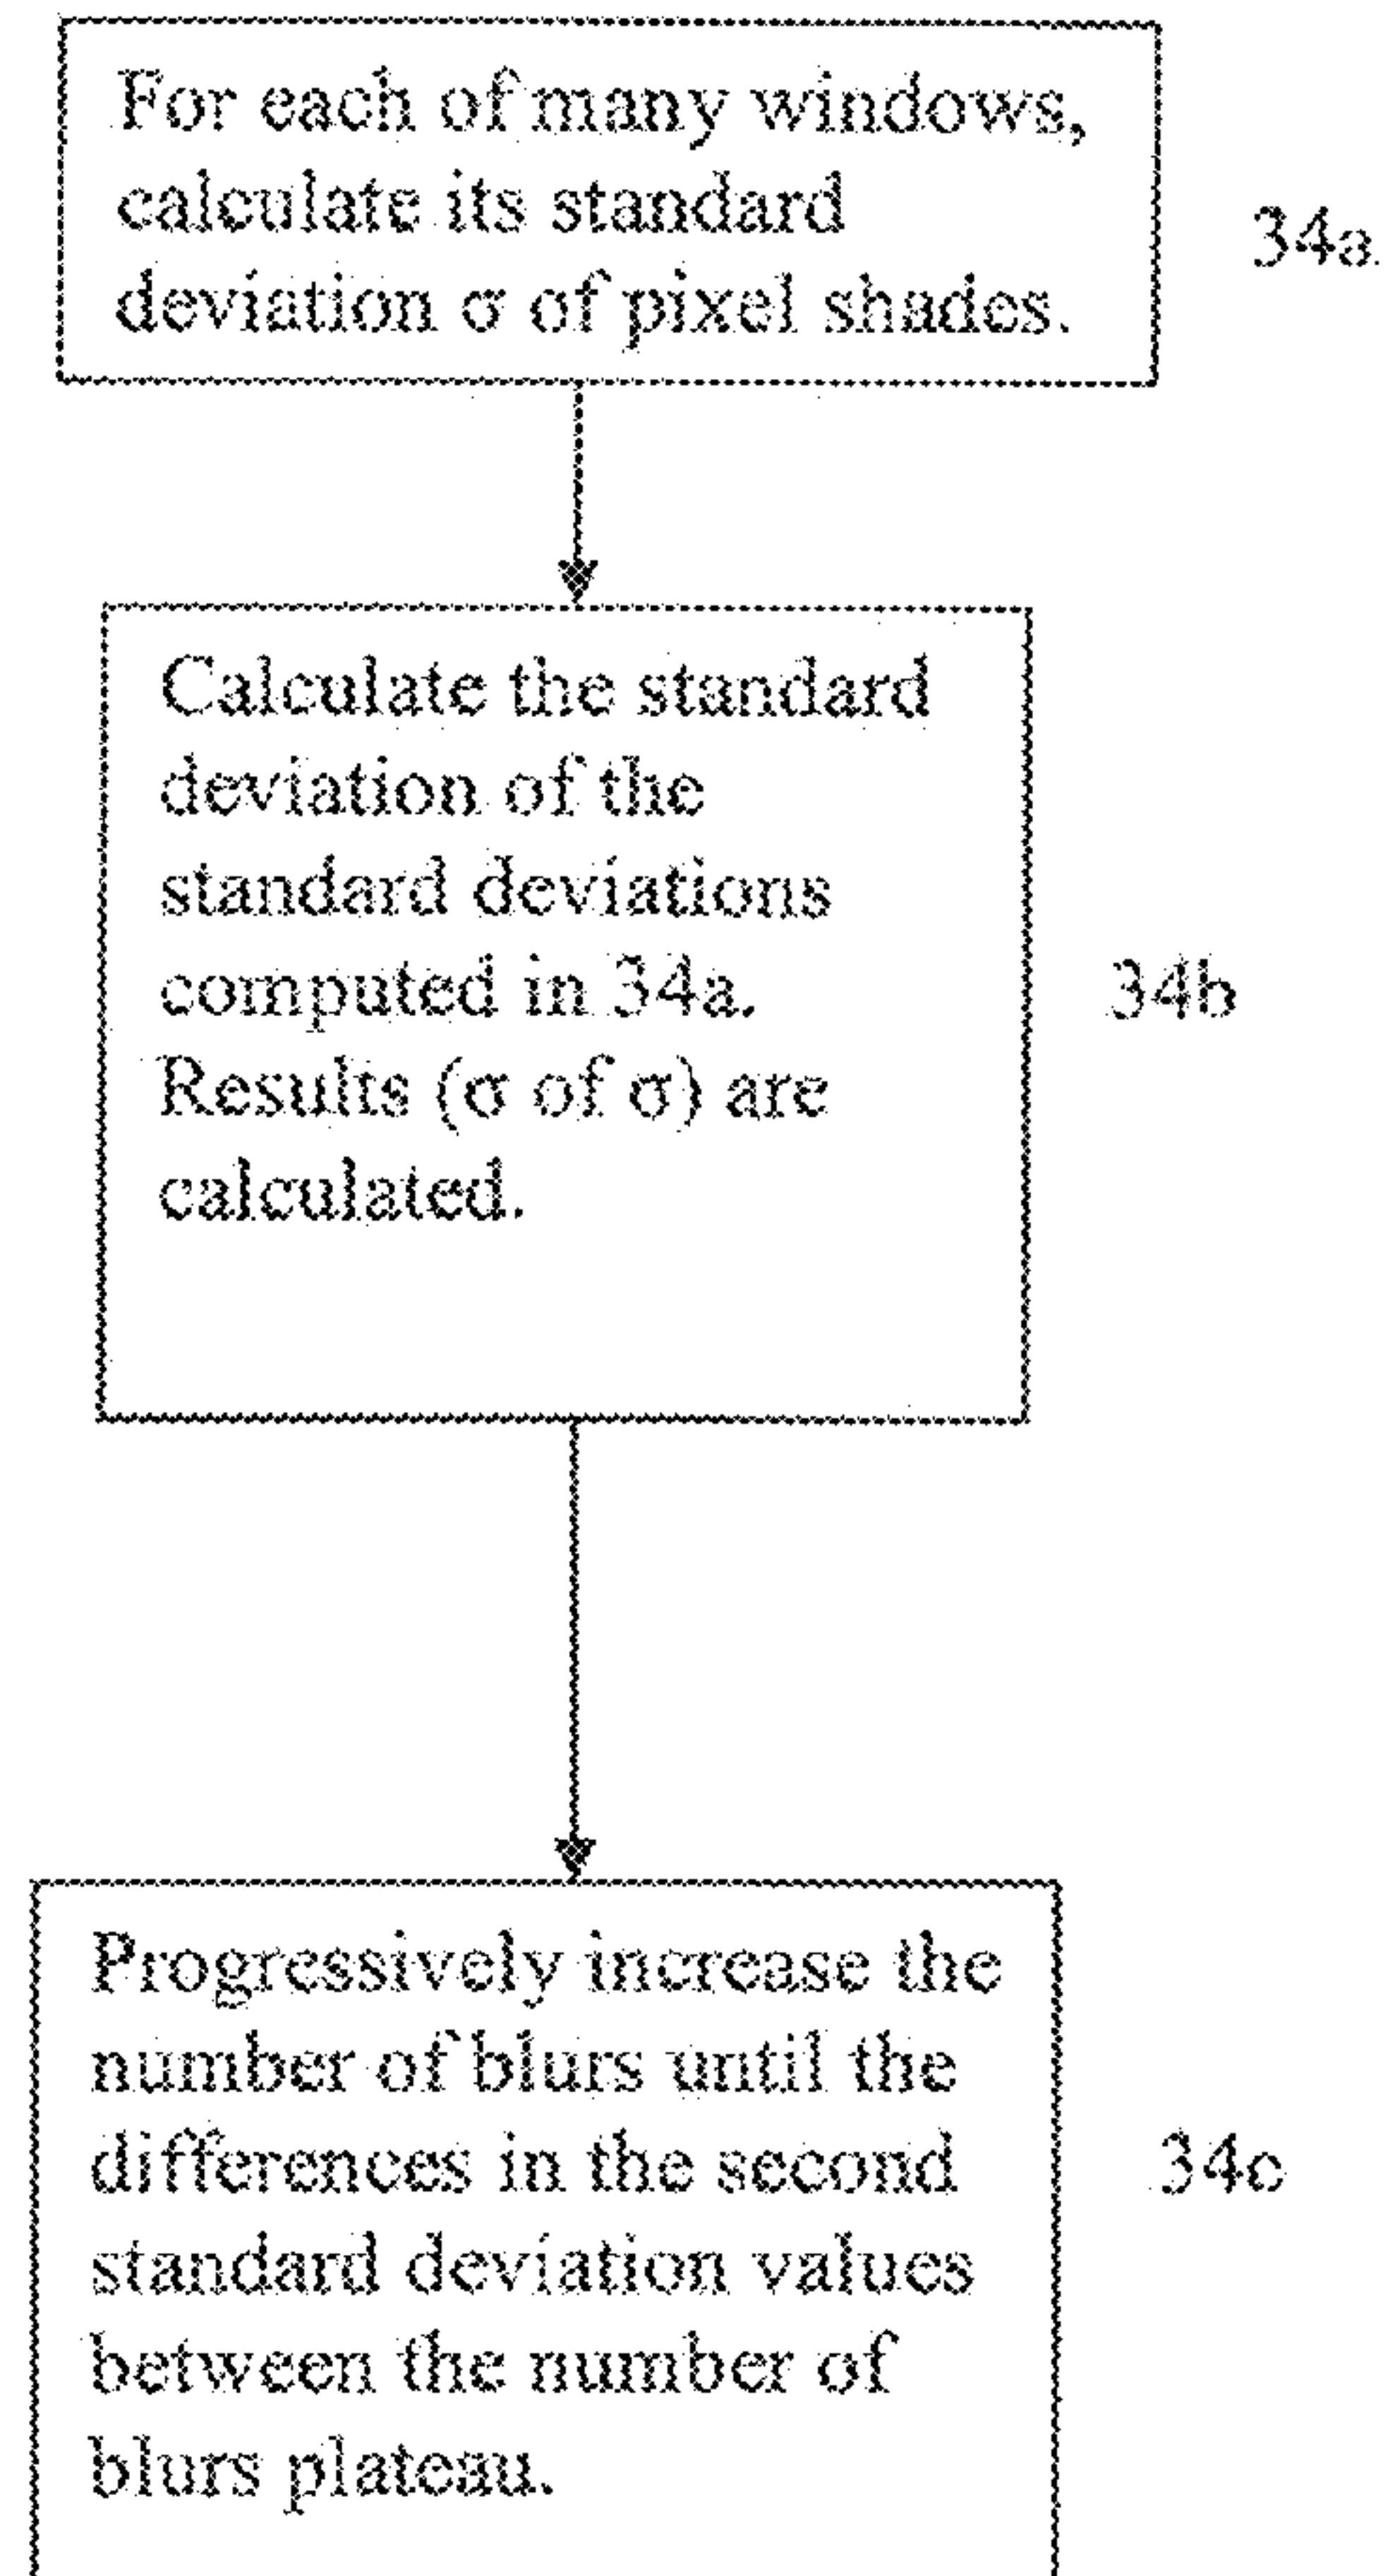 For each of many windows,
calculate its standard
deviation σ of pixel shades.
34a
Calculate the standard
deviation of the
standard deviations
computed in 34a.
Results (σ of σ) are
calculated.
34b
Progressively increase the
number of blurs until the
differences in the second
standard deviation values
between the number of
blurs plateau.
34c